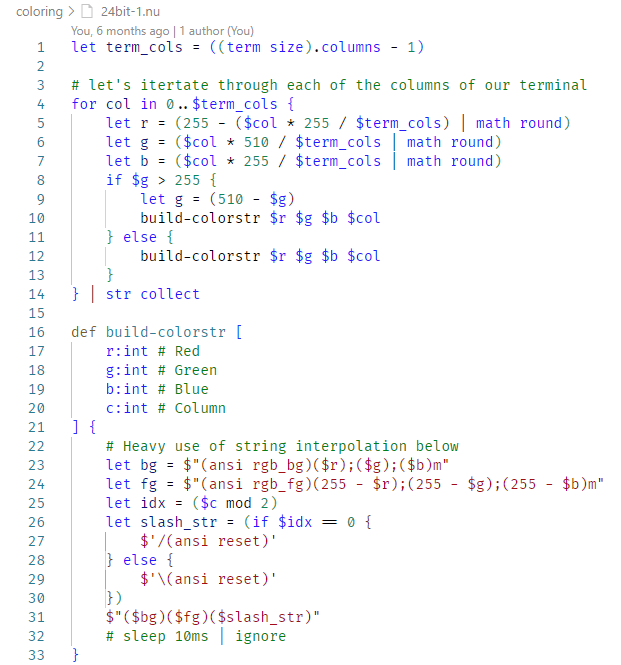 coloring > 24bit-1.nu
You, 6 months ago | 1 author (You)
1 let term_cols = ((term size).columns - 1)
2
3 # let's itertate through each of the columns of our terminal
4 for col in 0..$term_cols {
5     let r = (255 - ($col * 255 / $term_cols) | math round)
6     let g = ($col * 510 / $term_cols | math round)
7     let b = ($col * 255 / $term_cols | math round)
8     if $g > 255 {
9         let g = (510 - $g)
10         build-colorstr $r $g $b $col
11     } else {
12         build-colorstr $r $g $b $col
13     }
14 } | str collect
15
16 def build-colorstr [
17     r:int # Red
18     g:int # Green
19     b:int # Blue
20     c:int # Column
21 ] {
22     # Heavy use of string interpolation below
23     let bg = $"(ansi rgb_bg)($r);($g);($b)m"
24     let fg = $"(ansi rgb_fg)(255 - $r);(255 - $g);(255 - $b)m"
25     let idx = ($c mod 2)
26     let slash_str = (if $idx == 0 {
27         $'/(ansi reset)'
28     } else {
29         $'\(ansi reset)'
30     })
31     $"($bg)($fg)($slash_str)"
32     # sleep 10ms | ignore
33 }